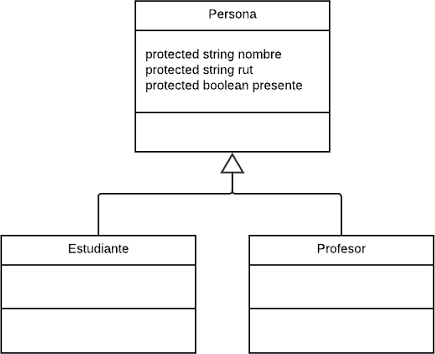 Persona
protected string nombre
protected string rut
protected boolean presente
Estudiante
Profesor